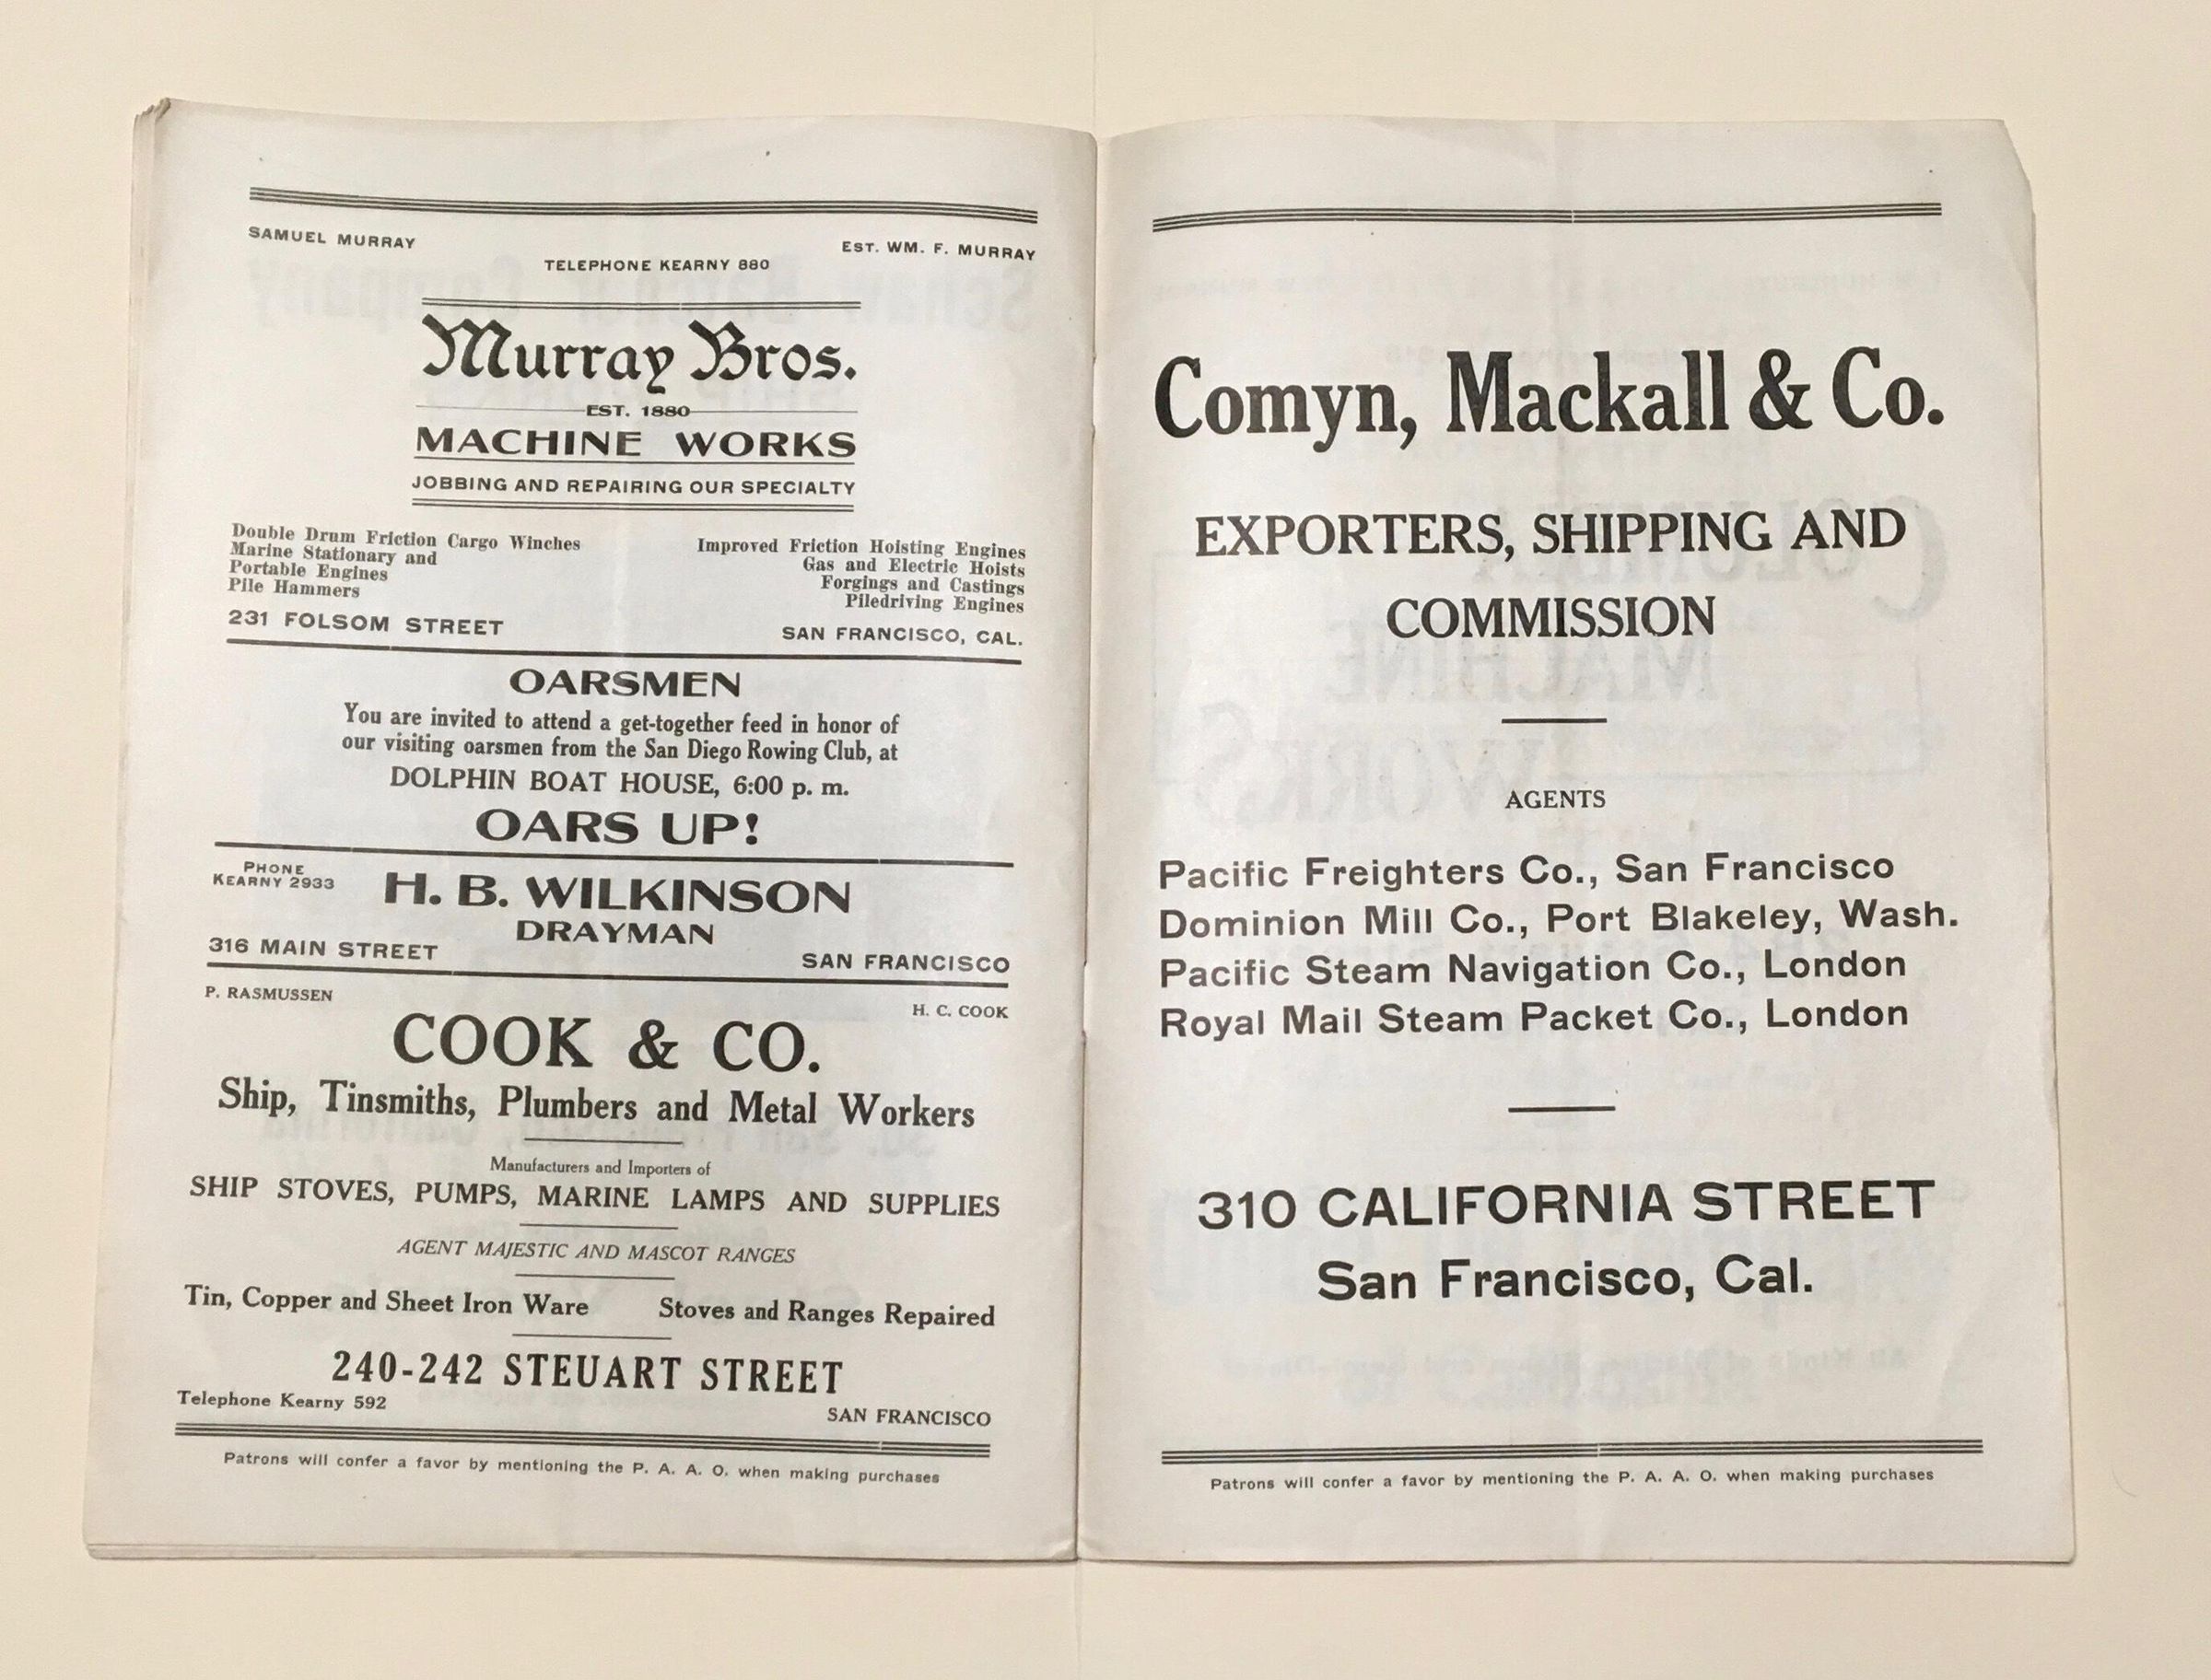 SAMUEL MURRAY
EST. WM. F. MURRAY
TELEPHONE KEARNY 880
Murray Bros.
EST. 1880
MACHINE WORKS
JOBBING AND REPAIRING OUR SPECIALTY
Double Drum Friction Cargo Winches
Marine Stationary and
Portable Engines
Pile Hammers
Improved Friction Hoisting Engines
Gas and Electric Hoists
Forgings and Castings
Piledriving Engines
231 FOLSOM STREET
SAN FRANCISCO, CAL.
OARSMEN
You are invited to attend a get-together feed in honor of
our visiting oarsmen from the San Diego Rowing Club, at
DOLPHIN BOAT HOUSE, 6:00 p. m.
OARS UP!
PHONE
KEARNY 2933
H. B. WILKINSON
DRAYMAN
316 MAIN STREET
SAN FRANCISCO
P. RASMUSSEN
H. C. COOK
COOK & CO.
Ship, Tinsmiths, Plumbers and Metal Workers
Manufacturers and Importers of
SHIP STOVES, PUMPS, MARINE LAMPS AND SUPPLIES
AGENT MAJESTIC AND MASCOT RANGES
Tin, Copper and Sheet Iron Ware
Stoves and Ranges Repaired
240-242 STEUART STREET
Telephone Kearny 592
SAN FRANCISCO
Patrons will confer a favor by mentioning the P. A. A. O. when making purchases
Comyn, Mackall & Co.
EXPORTERS, SHIPPING AND
COMMISSION
AGENTS
Pacific Freighters Co., San Francisco
Dominion Mill Co., Port Blakeley, Wash.
Pacific Steam Navigation Co., London
Royal Mail Steam Packet Co., London
310 CALIFORNIA STREET
San Francisco, Cal.
Patrons will confer a favor by mentioning the P. A. A. O. when making purchases